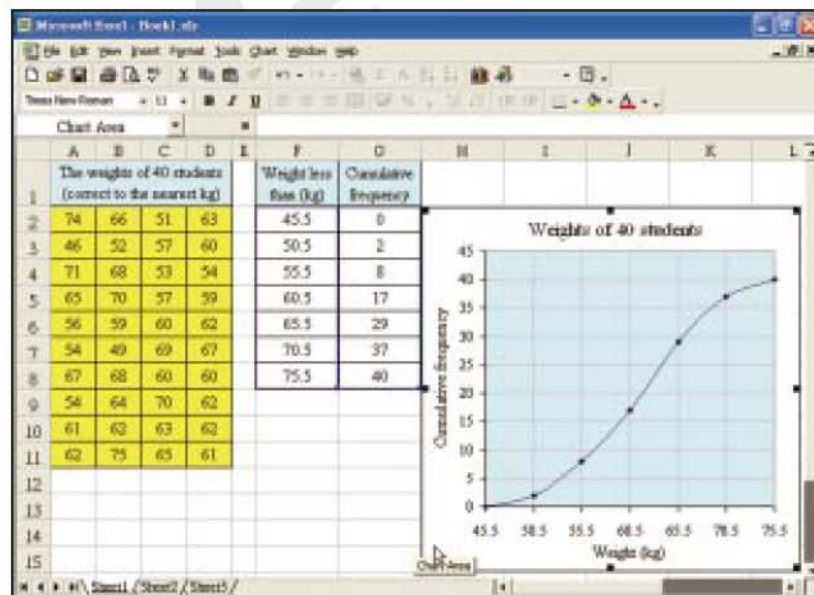 Microsoft Excel - Book1.xls
File Edit View Insert Format Tools Chart Window Help
Times New Roman 11 B I U
Chart Area =
A B C D E F G H I J K L
1 The weights of 40 students (correct to the nearest kg) Weight less than (kg) Cumulative frequency
2 74 66 51 63 45.5 0
3 46 52 57 60 50.5 2
4 71 68 53 54 55.5 8
5 65 70 57 59 60.5 17
6 56 59 60 62 65.5 29
7 54 49 69 67 70.5 37
8 67 68 60 60 75.5 40
9 54 64 70 62
10 61 62 63 62
11 62 75 65 61
12
13
14
15
Weights of 40 students
Cumulative frequency
45
40
35
30
25
20
15
10
5
0
45.5 50.5 55.5 60.5 65.5 70.5 75.5
Weight (kg)
Chart Area
Sheet1 / Sheet2 / Sheet3 /